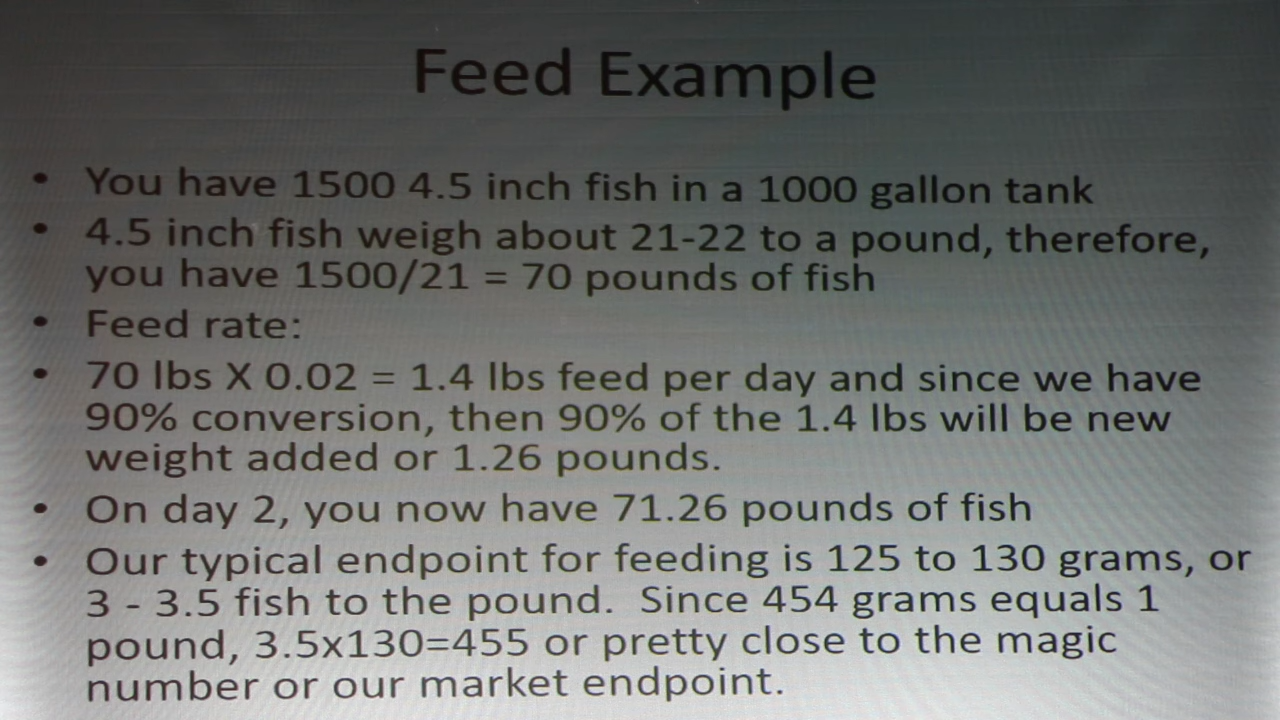 Feed Example
• You have 1500 4.5 inch fish in a 1000 gallon tank
• 4.5 inch fish weigh about 21-22 to a pound, therefore,
you have 1500/21 = 70 pounds of fish
• Feed rate:
• 70 lbs X 0.02 = 1.4 lbs feed per day and since we have
90% conversion, then 90% of the 1.4 lbs will be new
weight added or 1.26 pounds.
• On day 2, you now have 71.26 pounds of fish
• Our typical endpoint for feeding is 125 to 130 grams, or
3 - 3.5 fish to the pound. Since 454 grams equals 1
pound, 3.5x130=455 or pretty close to the magic
number or our market endpoint.